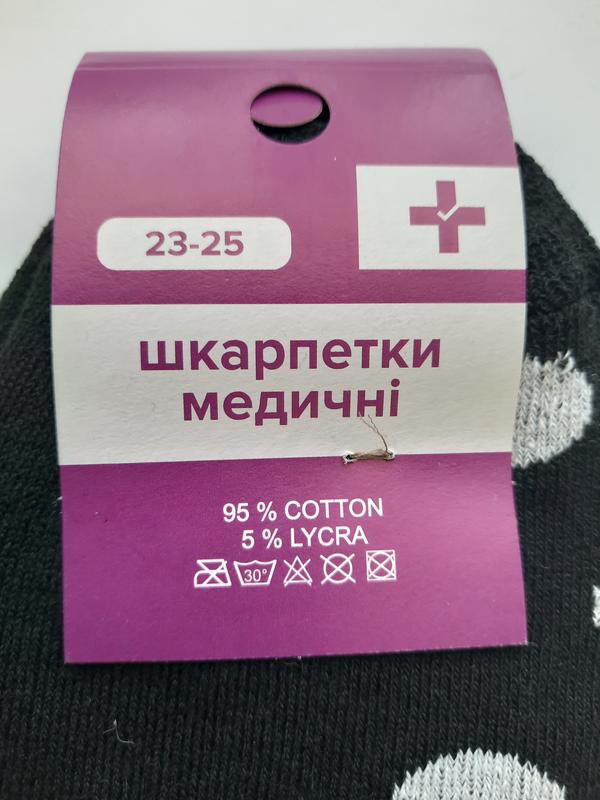 23-25
шкарпетки
медичні
95 % COTTON
5 % LYCRA
30°